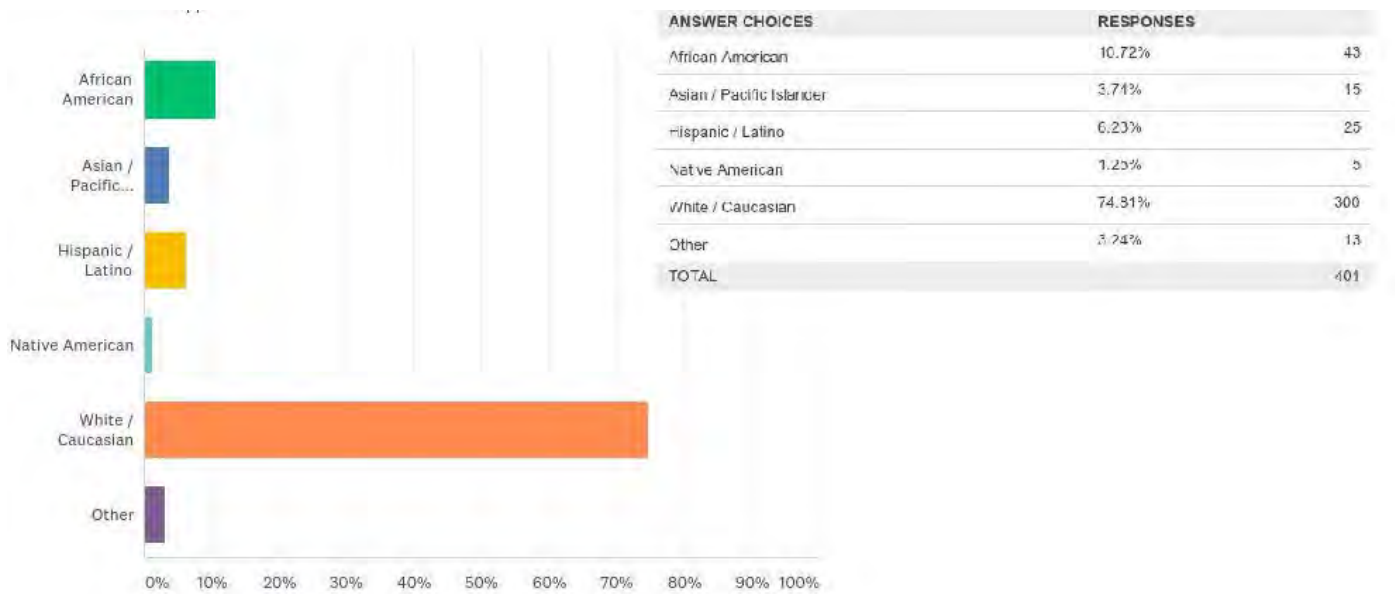 African
American
Asian /
Pacific...
Hispanic /
Latino
Native American
White /
Caucasian
Other
0% 10% 20% 30% 40% 50% 60% 70% 80% 90% 100%
ANSWER CHOICES RESPONSES
African American 10.72% 43
Asian / Pacific Islander 3.74% 15
Hispanic / Latino 6.23% 25
Native American 1.25% 5
White / Caucasian 74.81% 300
Other 3.24% 13
TOTAL 401